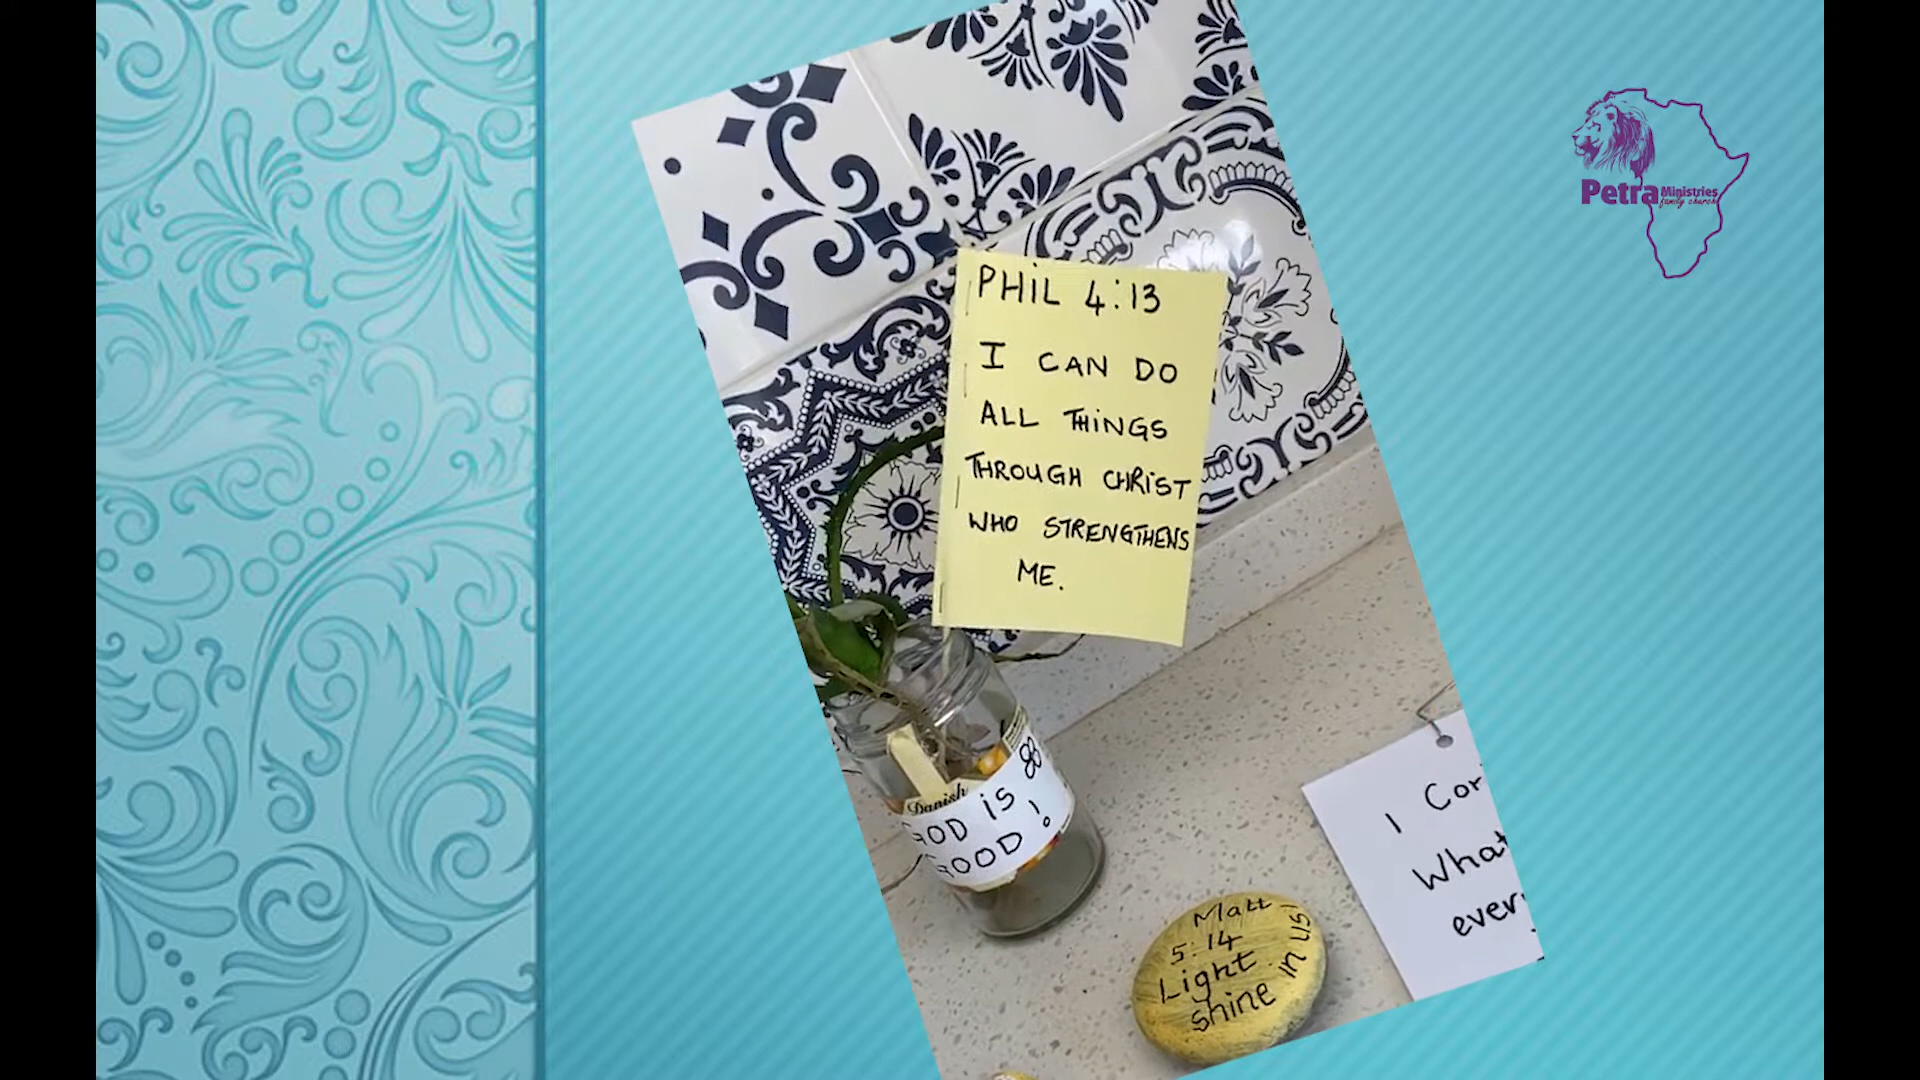 PHIL 4:13
I CAN DO
ALL THINGS
THROUGH CHRIST
WHO STRENGTHENS
ME.
Danish
GOD is
GOOD!
Matt
5:14
Light
shine
in us!
1 Cor
What
ever
Petra Ministries
family church